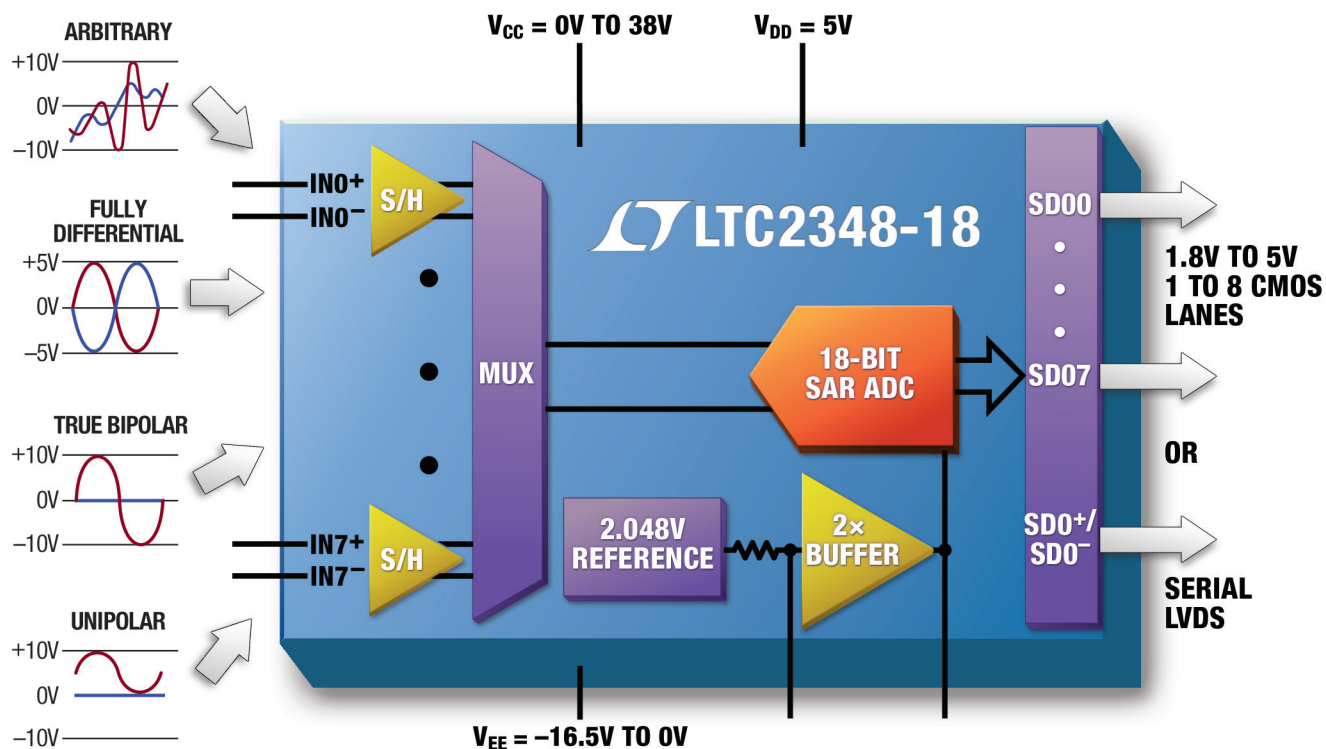 ARBITRARY
+10V
0V
−10V
FULLY
DIFFERENTIAL
+5V
0V
−5V
TRUE BIPOLAR
+10V
0V
−10V
UNIPOLAR
+10V
0V
−10V
VCC = 0V TO 38V
VDD = 5V
IN0+
IN0−
S/H
MUX
LTC2348-18
18-BIT
SAR ADC
IN7+
IN7−
S/H
2.048V
REFERENCE
2×
BUFFER
VEE = −16.5V TO 0V
SD00
SD07
SD0+/
SD0−
1.8V TO 5V
1 TO 8 CMOS
LANES
OR
SERIAL
LVDS